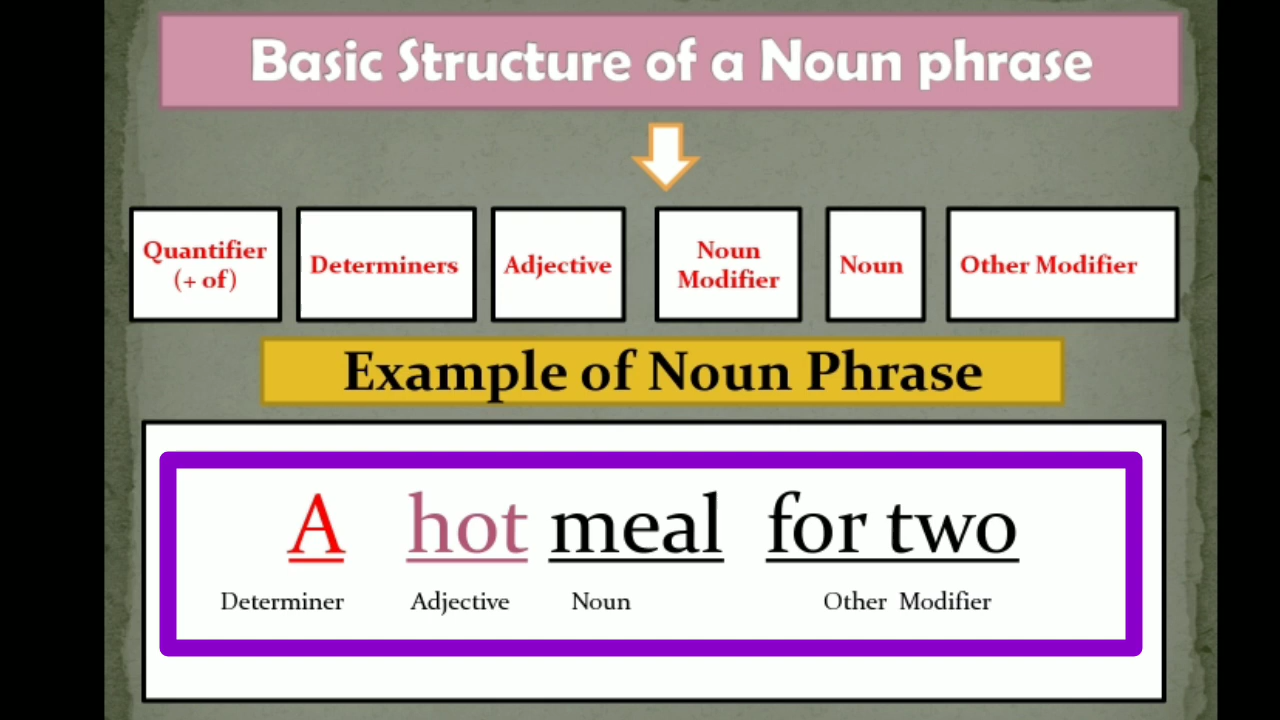 Basic Structure of a Noun phrase
Quantifier
(+ of)
Determiners
Adjective
Noun
Modifier
Noun
Other Modifier
Example of Noun Phrase
A hot meal for two
Determiner Adjective Noun Other Modifier